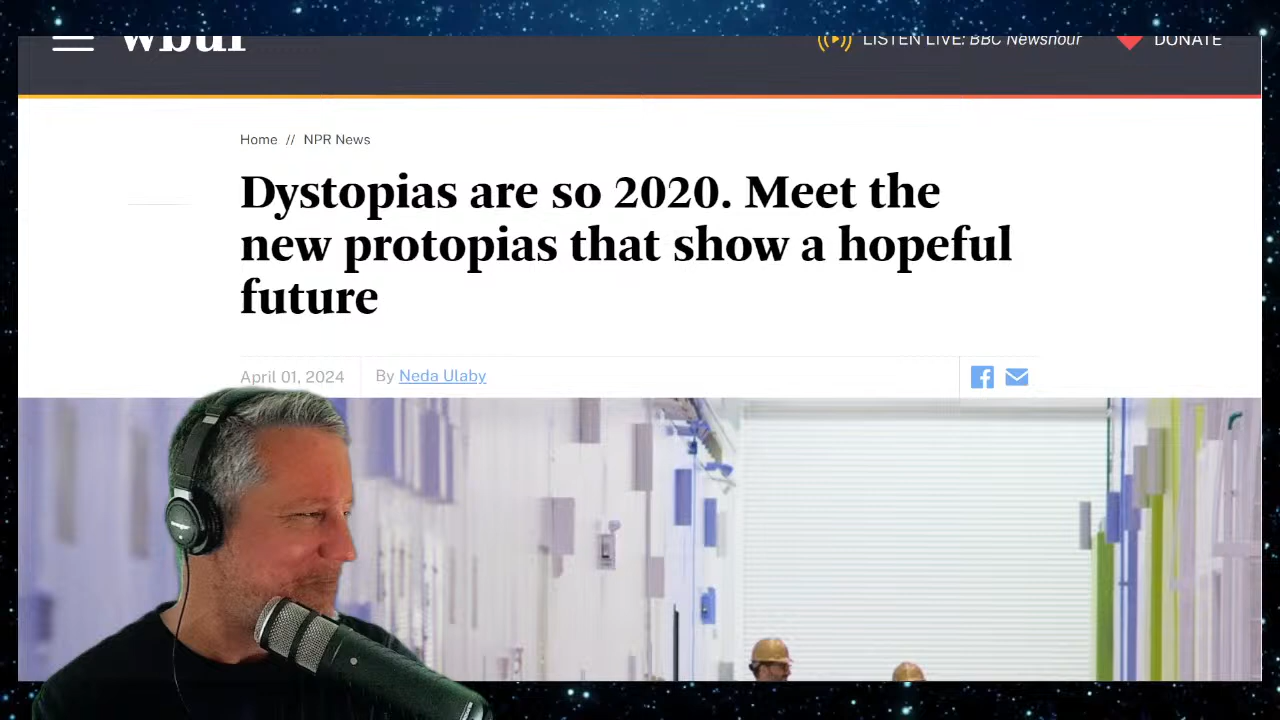 wbur
LISTEN LIVE: BBC Newshour
DONATE
Home // NPR News
Dystopias are so 2020. Meet the
new protopias that show a hopeful
future
April 01, 2024
By Neda Ulaby